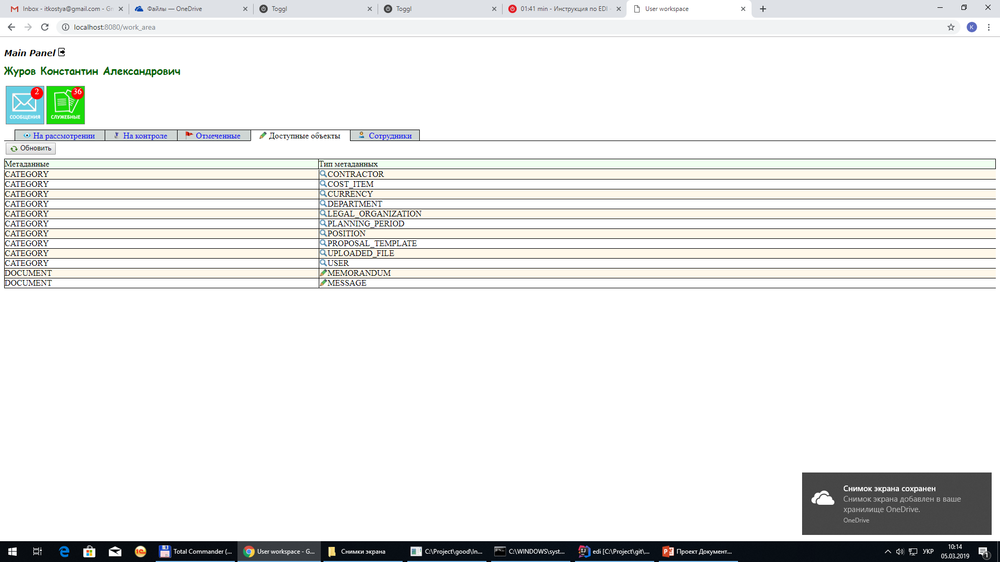 Inbox - itkostya@gmail.com - Gr
Файлы — OneDrive
Toggl
Toggl
01:41 min - Инструкция по EDI -
User workspace
localhost:8080/work_area
K
Main Panel
Журов Константин Александрович
2
СООБЩЕНИЯ
36
СЛУЖЕБНЫЕ
На рассмотрении
На контроле
Отмеченные
Доступные объекты
Сотрудники
Обновить
Метаданные Тип метаданных
CATEGORY CONTRACTOR
CATEGORY COST_ITEM
CATEGORY CURRENCY
CATEGORY DEPARTMENT
CATEGORY LEGAL_ORGANIZATION
CATEGORY PLANNING_PERIOD
CATEGORY POSITION
CATEGORY PROPOSAL_TEMPLATE
CATEGORY UPLOADED_FILE
CATEGORY USER
DOCUMENT MEMORANDUM
DOCUMENT MESSAGE
Снимок экрана сохранен
Снимок экрана добавлен в ваше
хранилище OneDrive.
OneDrive
Total Commander (...
User workspace - G...
Снимки экрана
C:\Project\good\In...
C:\WINDOWS\syst...
edi [C:\Project\git\...
Проект Документ...
УКР
10:14
05.03.2019
1